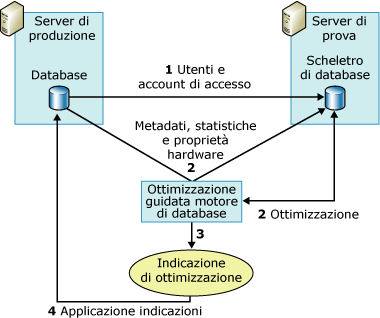 Server di
produzione
Database
Server di
prova
Scheletro
di database
1 Utenti e
account di accesso
Metadati, statistiche
e proprietà
hardware
2
Ottimizzazione
guidata motore
di database
2 Ottimizzazione
3
Indicazione
di ottimizzazione
4 Applicazione indicazioni